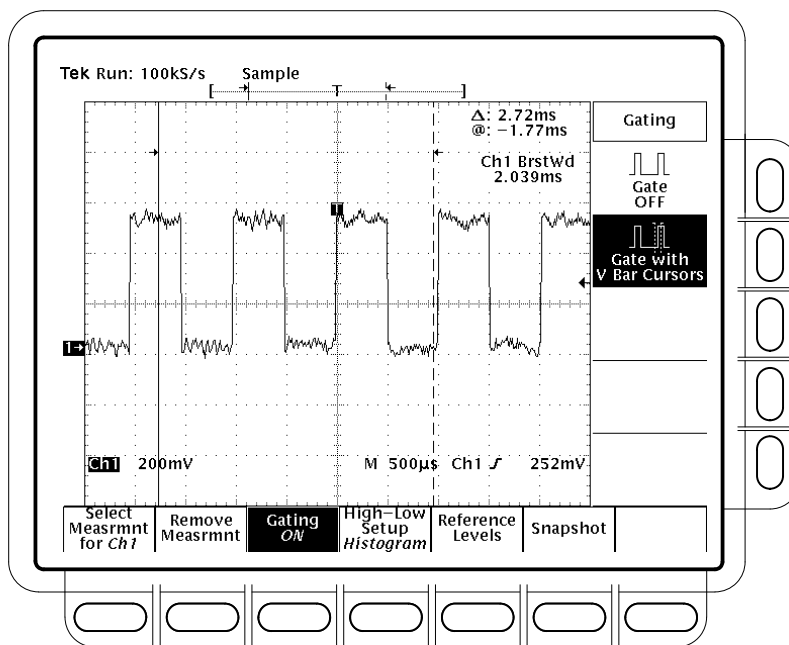 Tek Run: 100kS/s Sample
[ T ]
Δ: 2.72ms
@: −1.77ms
Ch1 BrstWd
2.039ms
T
1
Ch1 200mV M 500µs Ch1 252mV
Gating
Gate
OFF
Gate with
V Bar Cursors
Select
Measrmnt
for Ch1
Remove
Measrmnt
Gating
ON
High−Low
Setup
Histogram
Reference
Levels
Snapshot